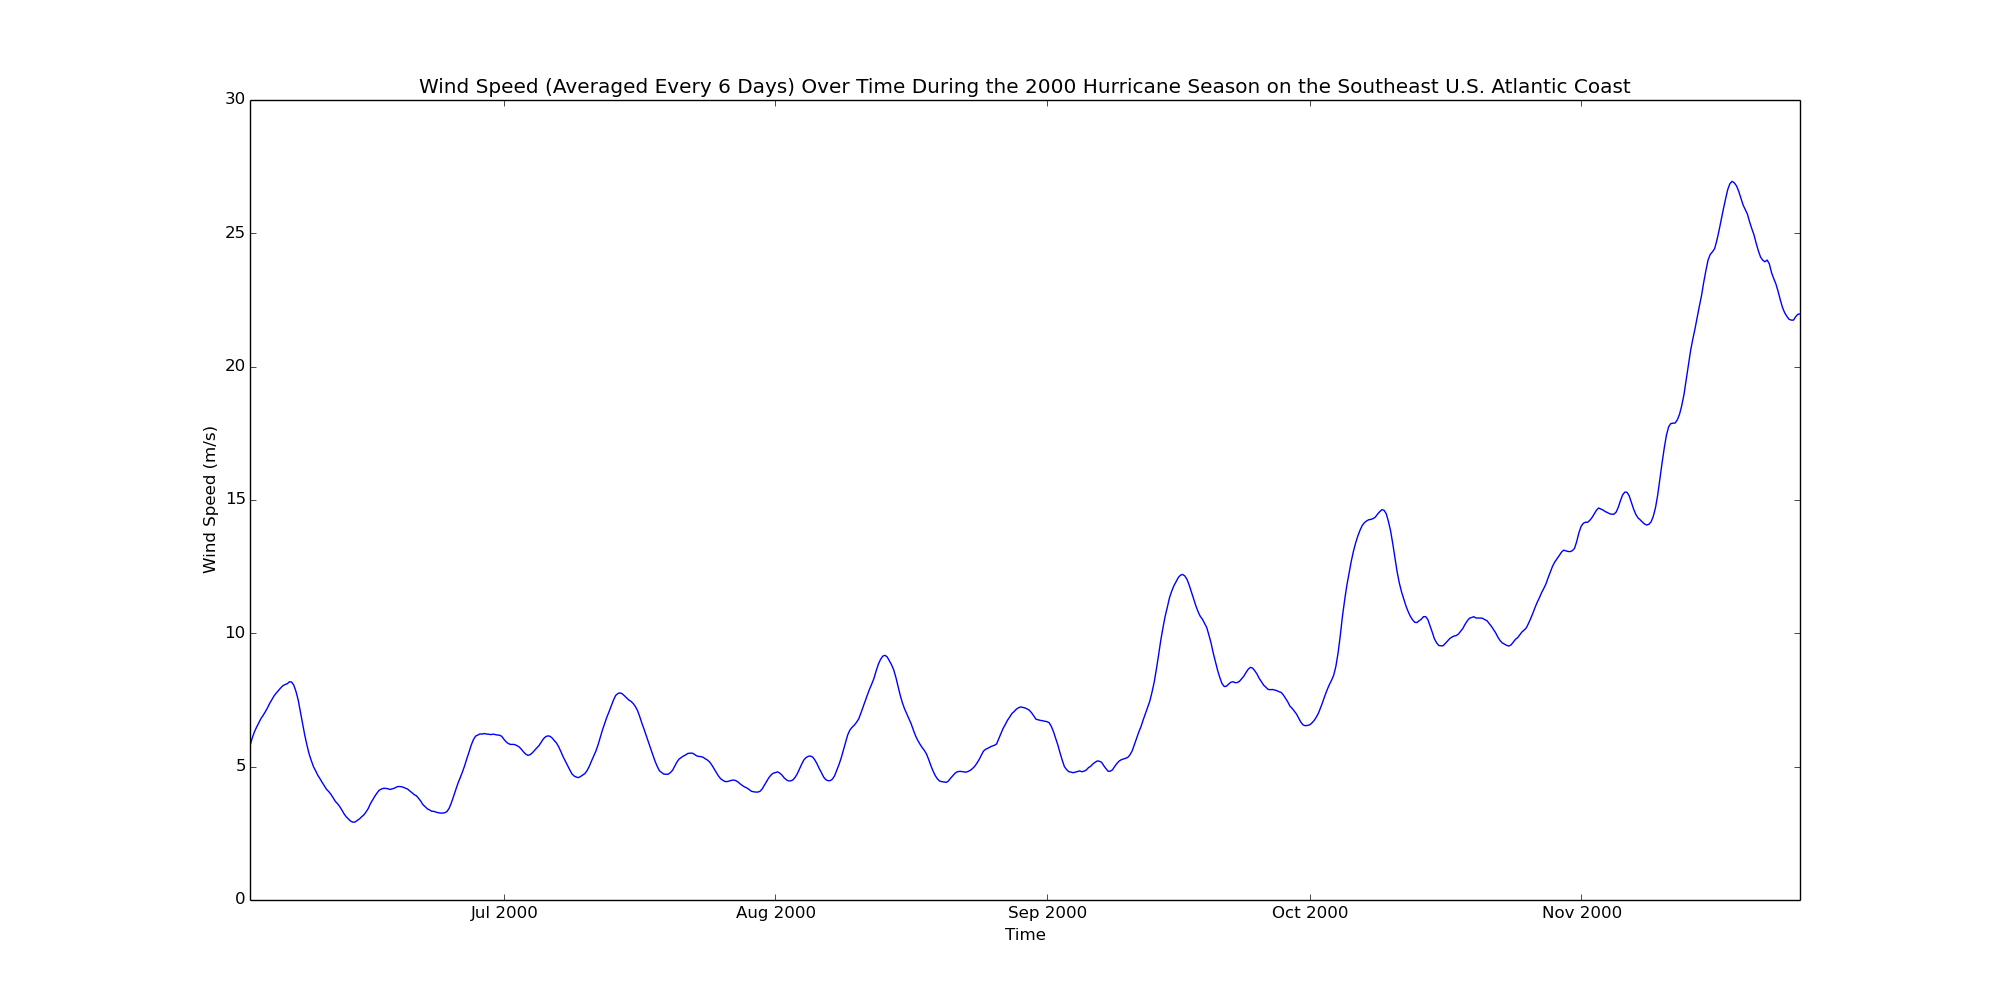 Wind Speed (Averaged Every 6 Days) Over Time During the 2000 Hurricane Season on the Southeast U.S. Atlantic Coast
30
25
20
15
10
5
0
Wind Speed (m/s)
Jul 2000 Aug 2000 Sep 2000 Oct 2000 Nov 2000
Time